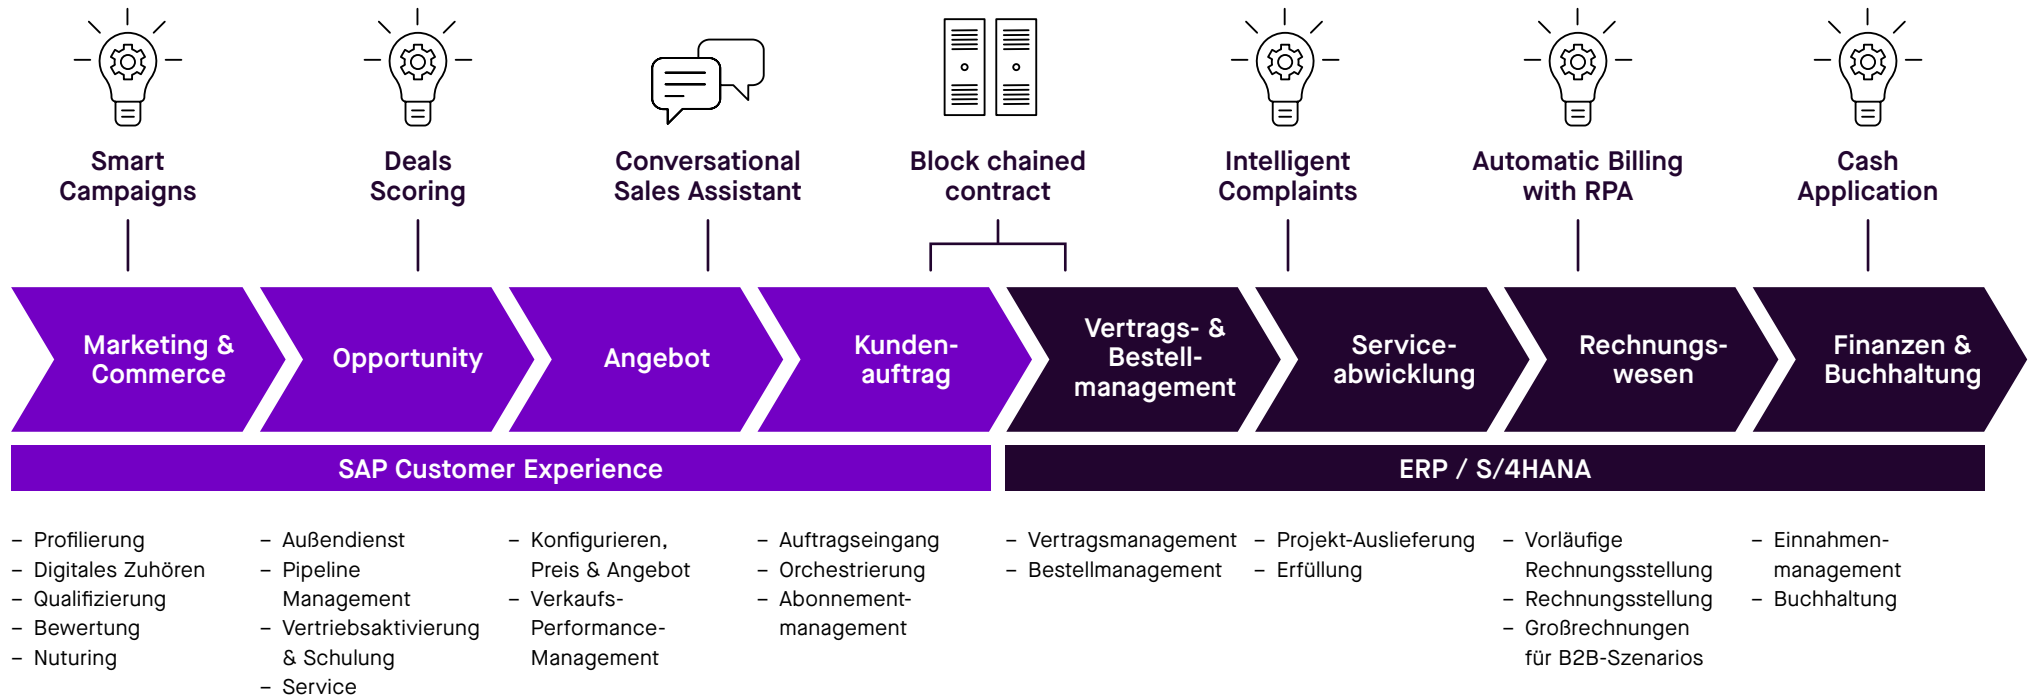 Smart
Campaigns
Deals
Scoring
Conversational
Sales Assistant
Block chained
contract
Intelligent
Complaints
Automatic Billing
with RPA
Cash
Application
Marketing &
Commerce
Opportunity
Angebot
Kunden-
auftrag
Vertrags- &
Bestell-
management
Service-
abwicklung
Rechnungs-
wesen
Finanzen &
Buchhaltung
SAP Customer Experience
ERP / S/4HANA
– Profilierung
– Digitales Zuhören
– Qualifizierung
– Bewertung
– Nuturing
– Außendienst
– Pipeline
Management
– Vertriebsaktivierung
& Schulung
– Service
– Konfigurieren,
Preis & Angebot
– Verkaufs-
Performance-
Management
– Auftragseingang
– Orchestrierung
– Abonnement-
management
– Vertragsmanagement
– Bestellmanagement
– Projekt-Auslieferung
– Erfüllung
– Vorläufige
Rechnungsstellung
– Rechnungsstellung
– Großrechnungen
für B2B-Szenarios
– Einnahmen-
management
– Buchhaltung